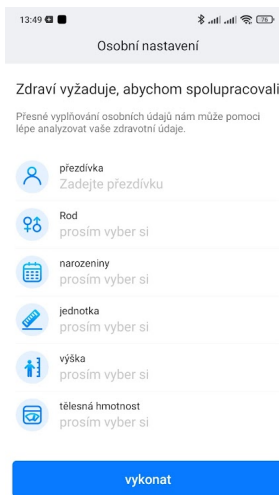 13:49
76
Osobní nastavení
Zdraví vyžaduje, abychom spolupracovali
Přesné vyplňování osobních údajů nám může pomoci
lépe analyzovat vaše zdravotní údaje.
přezdívka
Zadejte přezdívku
Rod
prosím vyber si
narozeniny
prosím vyber si
jednotka
prosím vyber si
výška
prosím vyber si
tělesná hmotnost
prosím vyber si
vykonat